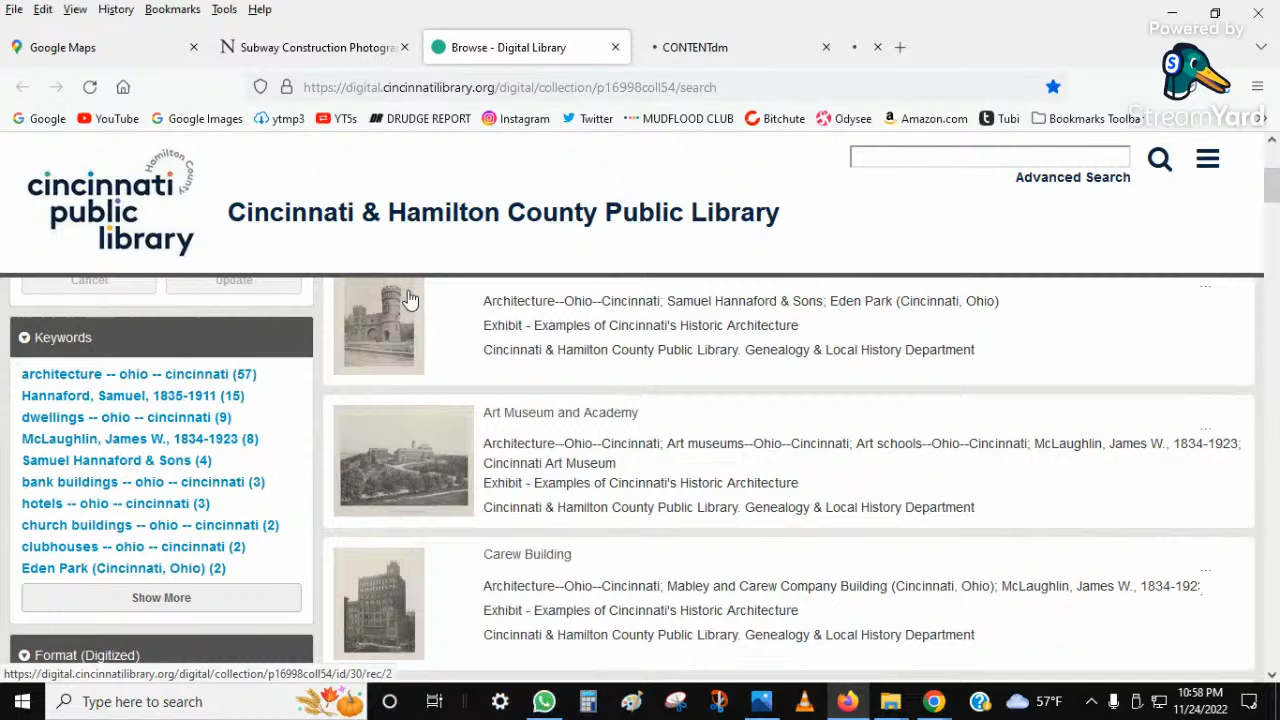 File Edit View History Bookmarks Tools Help
Powered by
Google Maps
Subway Construction Photogra
Browse - Digital Library
CONTENTdm
https://digital.cincinnatilibrary.org/digital/collection/p16998coll54/search
StreamYard
Google YouTube Google Images ytmp3 YT5s DRUDGE REPORT Instagram Twitter MUDFLOOD CLUB Bitchute Odysee Amazon.com Tubi Bookmarks Toolba
Hamilton County
cincinnati
public
library
Advanced Search
Cincinnati & Hamilton County Public Library
Cancel Update
Keywords
architecture -- ohio -- cincinnati (57)
Hannaford, Samuel, 1835-1911 (15)
dwellings -- ohio -- cincinnati (9)
McLaughlin, James W., 1834-1923 (8)
Samuel Hannaford & Sons (4)
bank buildings -- ohio -- cincinnati (3)
hotels -- ohio -- cincinnati (3)
church buildings -- ohio -- cincinnati (2)
clubhouses -- ohio -- cincinnati (2)
Eden Park (Cincinnati, Ohio) (2)
Show More
Format (Digitized)
...
Architecture--Ohio--Cincinnati; Samuel Hannaford & Sons; Eden Park (Cincinnati, Ohio)
Exhibit - Examples of Cincinnati's Historic Architecture
Cincinnati & Hamilton County Public Library. Genealogy & Local History Department
Art Museum and Academy
...
Architecture--Ohio--Cincinnati; Art museums--Ohio--Cincinnati; Art schools--Ohio--Cincinnati; McLaughlin, James W., 1834-1923;
Cincinnati Art Museum
Exhibit - Examples of Cincinnati's Historic Architecture
Cincinnati & Hamilton County Public Library. Genealogy & Local History Department
Carew Building
...
Architecture--Ohio--Cincinnati; Mabley and Carew Company Building (Cincinnati, Ohio); McLaughlin, James W., 1834-192
Exhibit - Examples of Cincinnati's Historic Architecture
Cincinnati & Hamilton County Public Library. Genealogy & Local History Department
https://digital.cincinnatilibrary.org/digital/collection/p16998coll54/id/30/rec/2
Type here to search
57°F
10:58 PM
11/24/2022